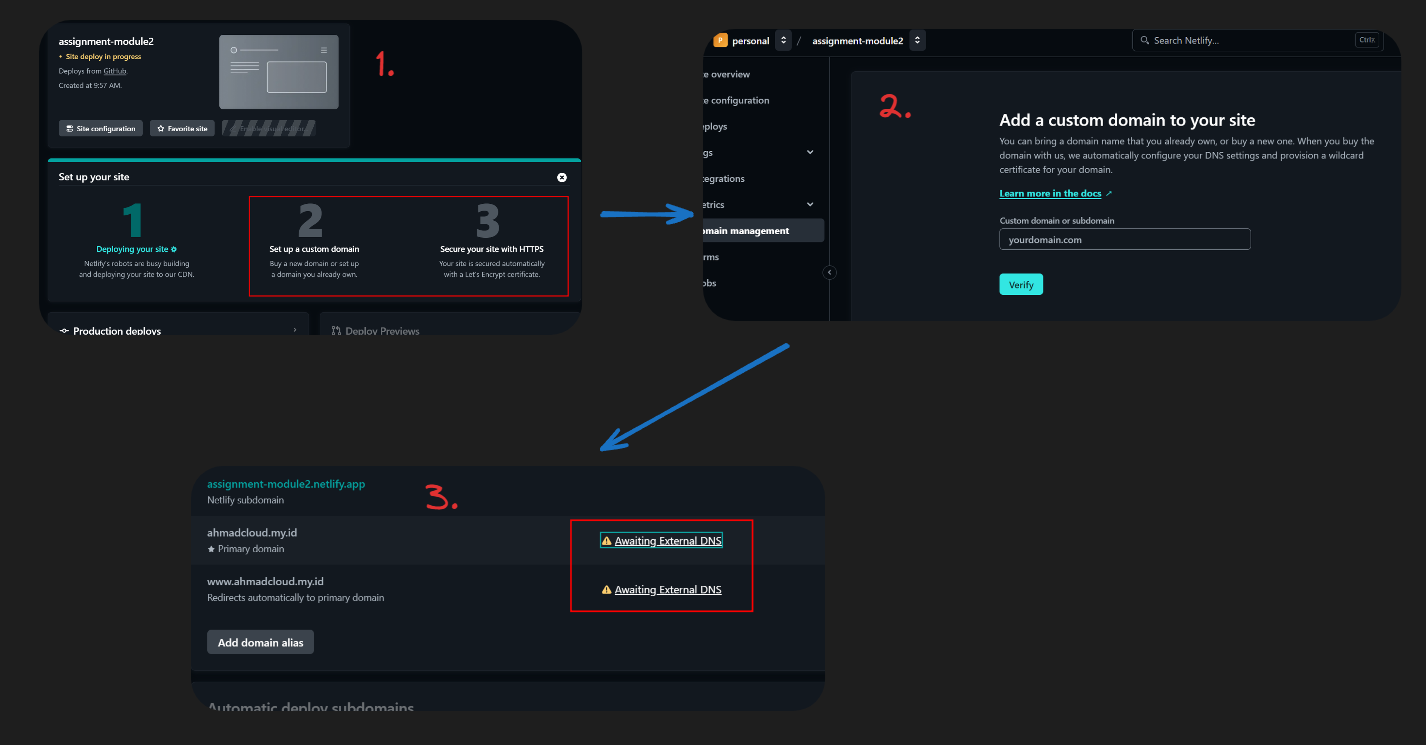 assignment-module2
Site deploy in progress
Deploys from GitHub.
Created at 9:57 AM.
Site configuration
Favorite site
1.
Set up your site
1
Deploying your site
Netlify's robots are busy building
and deploying your site to our CDN.
2
Set up a custom domain
Buy a new domain or set up
a domain you already own.
3
Secure your site with HTTPS
Your site is secured automatically
with a Let's Encrypt certificate.
Production deploys
Deploy Previews
P personal / assignment-module2
Search Netlify...
te overview
te configuration
eploys
gs
tegrations
etrics
omain management
rms
obs
2.
Add a custom domain to your site
You can bring a domain name that you already own, or buy a new one. When you buy the
domain with us, we automatically configure your DNS settings and provision a wildcard
certificate for your domain.
Learn more in the docs
Custom domain or subdomain
yourdomain.com
Verify
3.
assignment-module2.netlify.app
Netlify subdomain
ahmadcloud.my.id
Primary domain
Awaiting External DNS
www.ahmadcloud.my.id
Redirects automatically to primary domain
Awaiting External DNS
Add domain alias
Automatic deploy subdomains